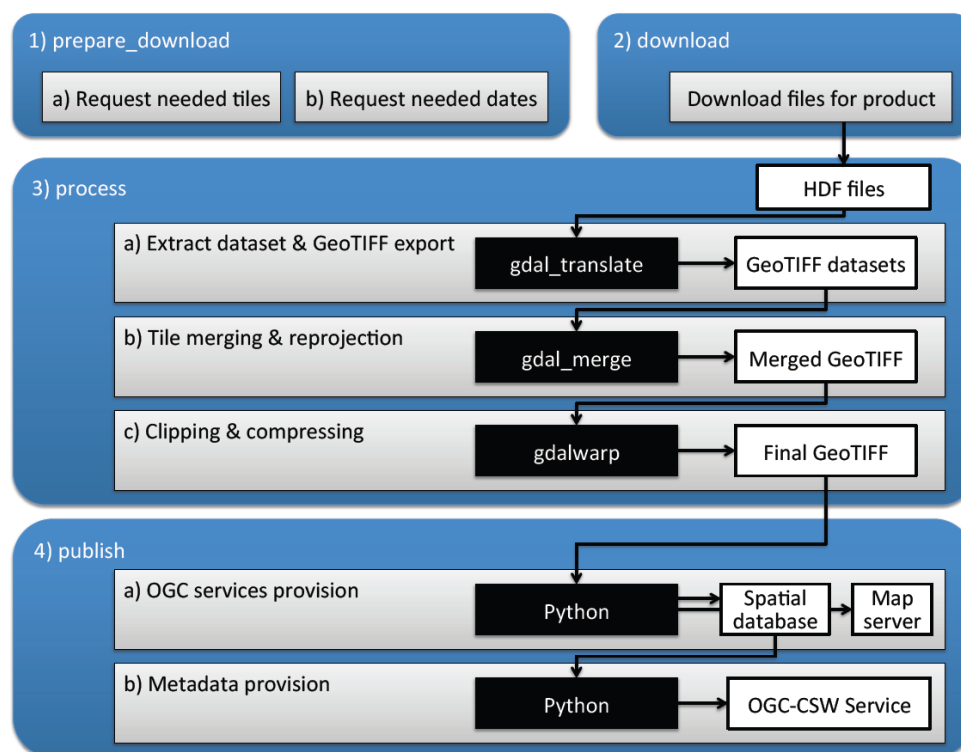 1) prepare_download
a) Request needed tiles
b) Request needed dates
2) download
Download files for product
3) process
HDF files
a) Extract dataset & GeoTIFF export
gdal_translate
GeoTIFF datasets
b) Tile merging & reprojection
gdal_merge
Merged GeoTIFF
c) Clipping & compressing
gdalwarp
Final GeoTIFF
4) publish
a) OGC services provision
Python
Spatial
database
Map
server
b) Metadata provision
Python
OGC-CSW Service